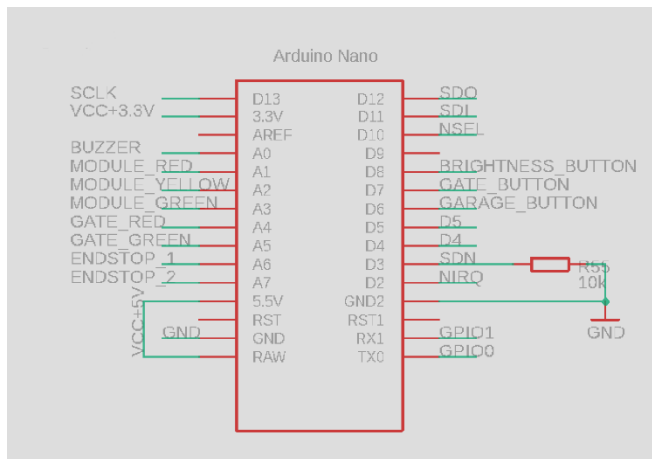 Arduino Nano
SCLK D13 D12 SDO
VCC+3.3V 3.3V D11 SDI
AREF D10 NSEL
BUZZER A0 D9
MODULE_RED A1 D8 BRIGHTNESS_BUTTON
MODULE_YELLOW A2 D7 GATE_BUTTON
MODULE_GREEN A3 D6 GARAGE_BUTTON
GATE_RED A4 D5 D5
GATE_GREEN A5 D4 D4
ENDSTOP_1 A6 D3 SDN R55
ENDSTOP_2 A7 D2 NIRQ 10k
VCC+5V 5.5V GND2
RST RST1
GND GND RX1 GPIO1 GND
RAW TX0 GPIO0